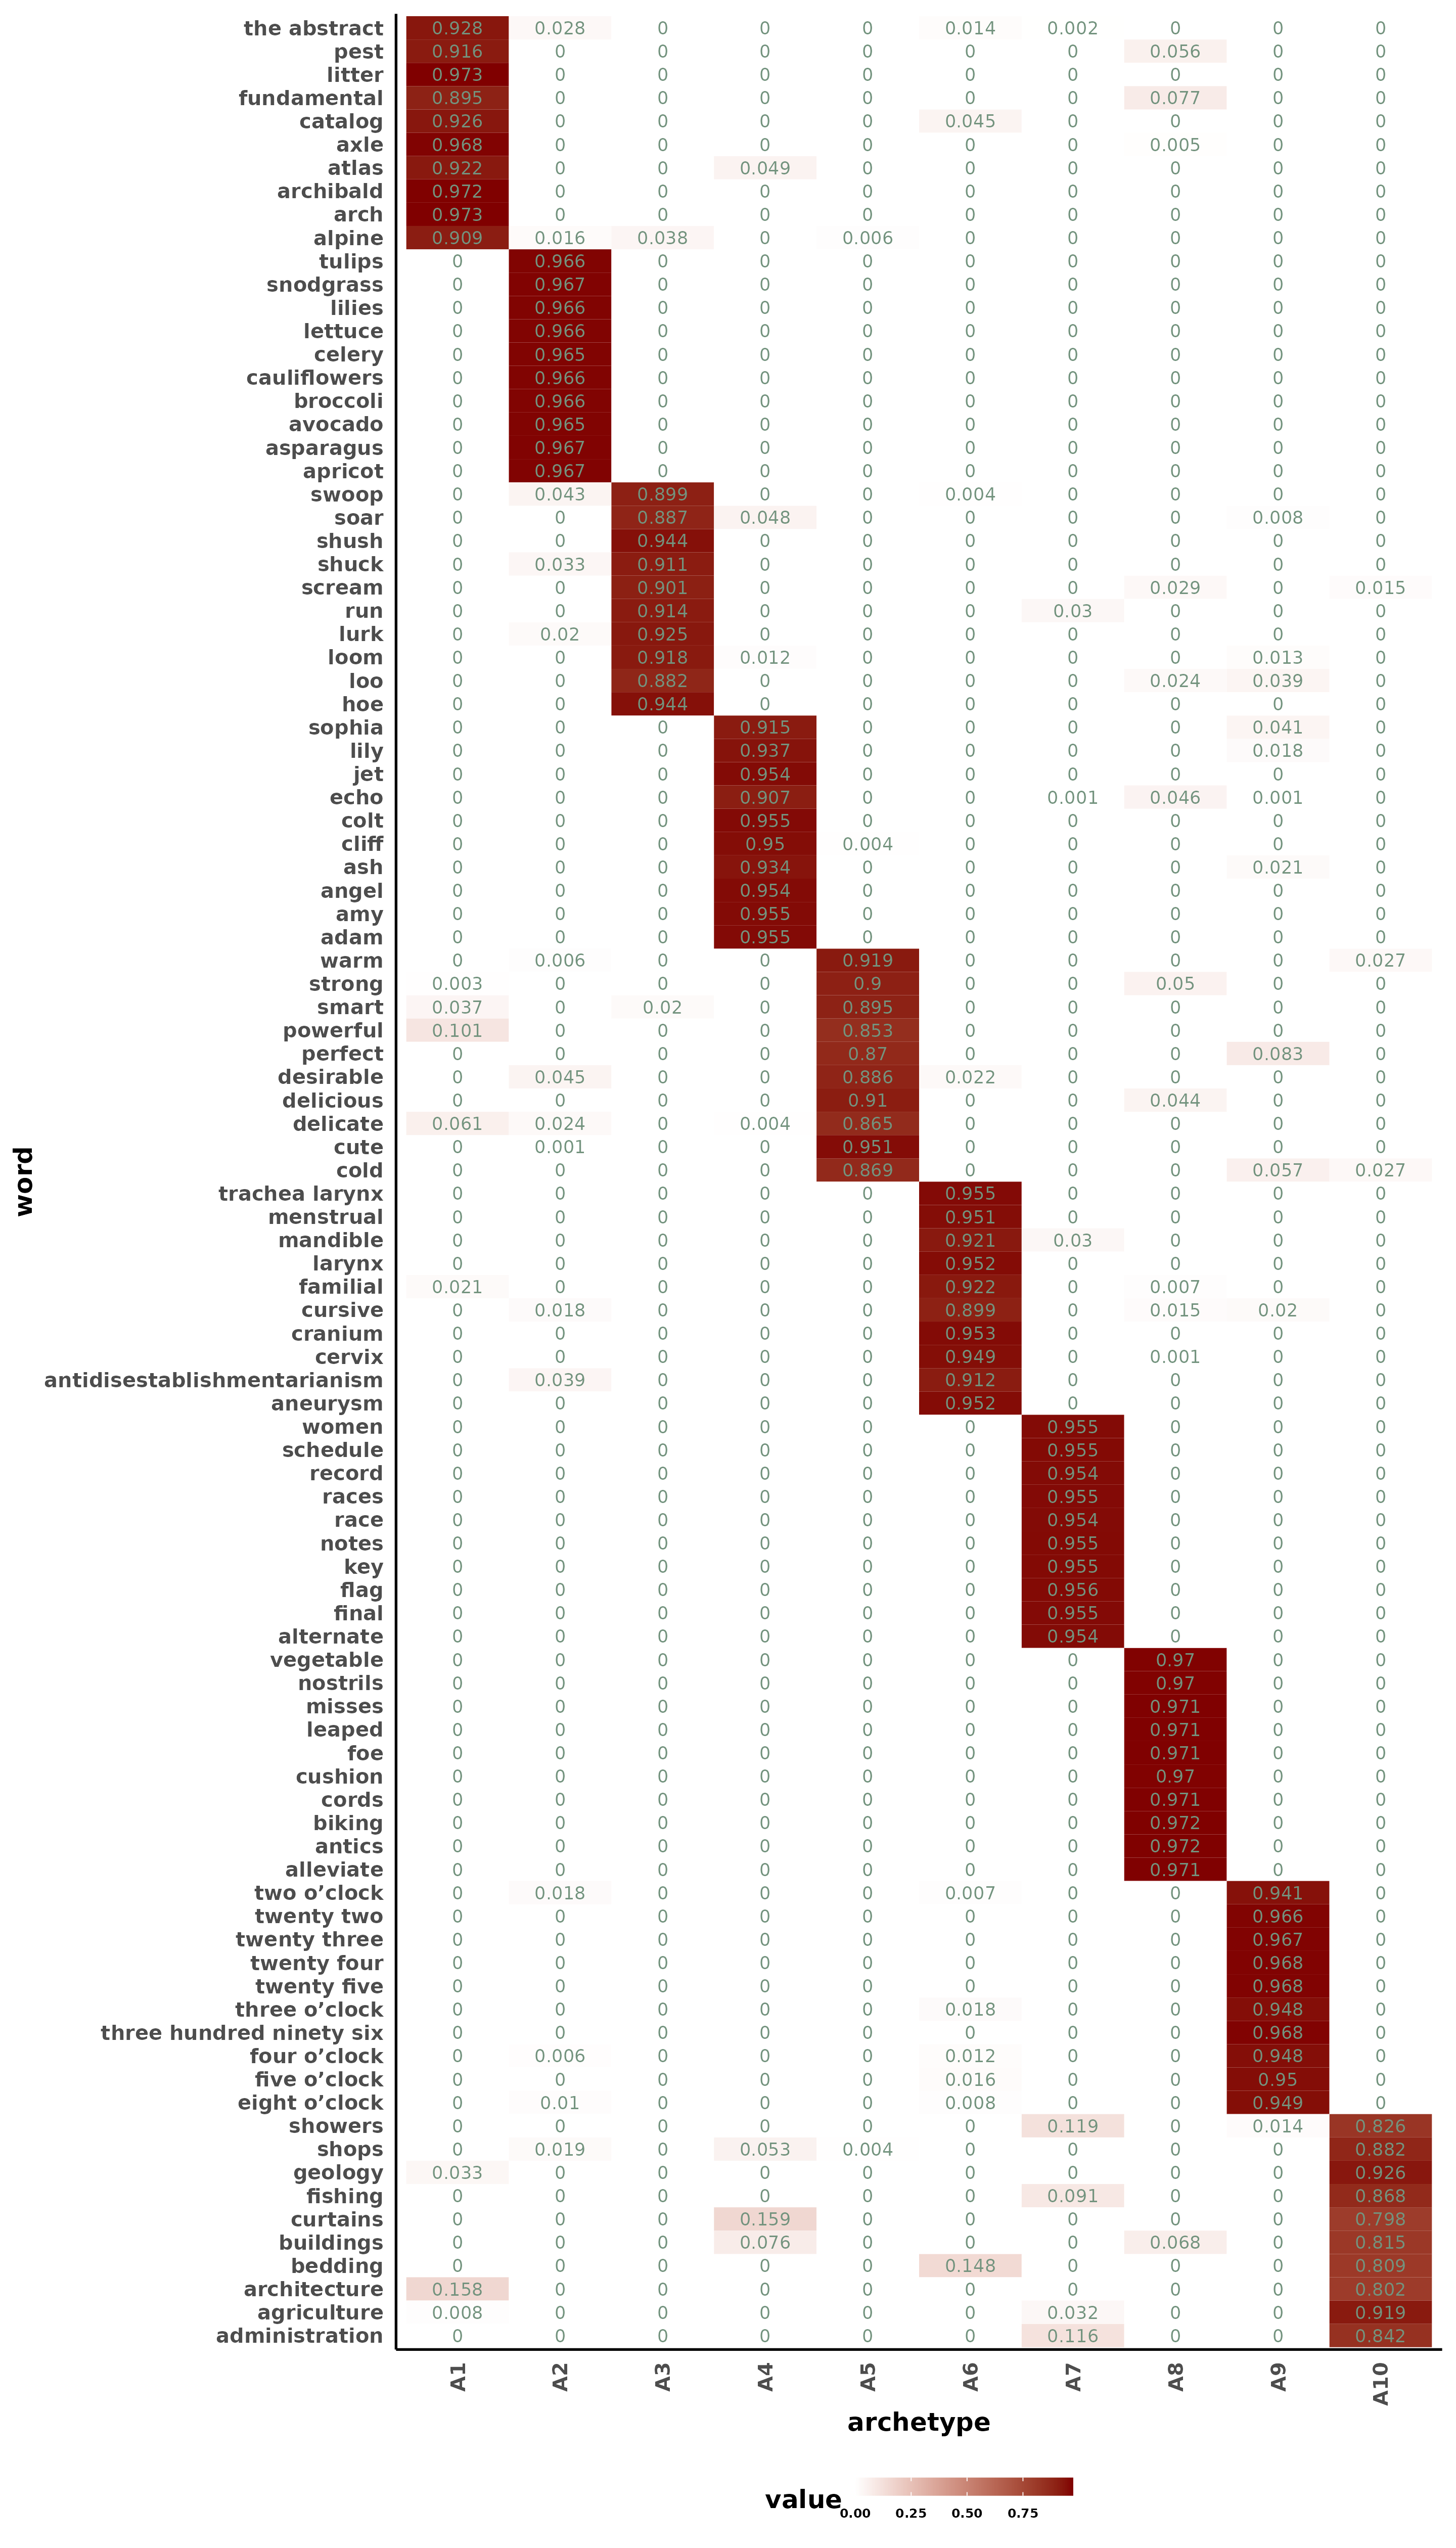 the abstract 0.928 0.028 0 0 0 0.014 0.002 0 0 0
pest 0.916 0 0 0 0 0 0 0.056 0 0
litter 0.973 0 0 0 0 0 0 0 0 0
fundamental 0.895 0 0 0 0 0 0 0.077 0 0
catalog 0.926 0 0 0 0 0.045 0 0 0 0
axle 0.968 0 0 0 0 0 0 0.005 0 0
atlas 0.922 0 0 0.049 0 0 0 0 0 0
archibald 0.972 0 0 0 0 0 0 0 0 0
arch 0.973 0 0 0 0 0 0 0 0 0
alpine 0.909 0.016 0.038 0 0.006 0 0 0 0 0
tulips 0 0.966 0 0 0 0 0 0 0 0
snodgrass 0 0.967 0 0 0 0 0 0 0 0
lilies 0 0.966 0 0 0 0 0 0 0 0
lettuce 0 0.966 0 0 0 0 0 0 0 0
celery 0 0.965 0 0 0 0 0 0 0 0
cauliflowers 0 0.966 0 0 0 0 0 0 0 0
broccoli 0 0.966 0 0 0 0 0 0 0 0
avocado 0 0.965 0 0 0 0 0 0 0 0
asparagus 0 0.967 0 0 0 0 0 0 0 0
apricot 0 0.967 0 0 0 0 0 0 0 0
swoop 0 0.043 0.899 0 0 0.004 0 0 0 0
soar 0 0 0.887 0.048 0 0 0 0 0.008 0
shush 0 0 0.944 0 0 0 0 0 0 0
shuck 0 0.033 0.911 0 0 0 0 0 0 0
scream 0 0 0.901 0 0 0 0 0.029 0 0.015
run 0 0 0.914 0 0 0 0.03 0 0 0
lurk 0 0.02 0.925 0 0 0 0 0 0 0
loom 0 0 0.918 0.012 0 0 0 0 0.013 0
loo 0 0 0.882 0 0 0 0 0.024 0.039 0
hoe 0 0 0.944 0 0 0 0 0 0 0
sophia 0 0 0 0.915 0 0 0 0 0.041 0
lily 0 0 0 0.937 0 0 0 0 0.018 0
jet 0 0 0 0.954 0 0 0 0 0 0
echo 0 0 0 0.907 0 0 0.001 0.046 0.001 0
colt 0 0 0 0.955 0 0 0 0 0 0
cliff 0 0 0 0.95 0.004 0 0 0 0 0
ash 0 0 0 0.934 0 0 0 0 0.021 0
angel 0 0 0 0.954 0 0 0 0 0 0
amy 0 0 0 0.955 0 0 0 0 0 0
adam 0 0 0 0.955 0 0 0 0 0 0
warm 0 0.006 0 0 0.919 0 0 0 0 0.027
strong 0.003 0 0 0 0.9 0 0 0.05 0 0
smart 0.037 0 0.02 0 0.895 0 0 0 0 0
powerful 0.101 0 0 0 0.853 0 0 0 0 0
perfect 0 0 0 0 0.87 0 0 0 0.083 0
desirable 0 0.045 0 0 0.886 0.022 0 0 0 0
delicious 0 0 0 0 0.91 0 0 0.044 0 0
delicate 0.061 0.024 0 0.004 0.865 0 0 0 0 0
cute 0 0.001 0 0 0.951 0 0 0 0 0
cold 0 0 0 0 0.869 0 0 0 0.057 0.027
trachea larynx 0 0 0 0 0 0.955 0 0 0 0
menstrual 0 0 0 0 0 0.951 0 0 0 0
mandible 0 0 0 0 0 0.921 0.03 0 0 0
larynx 0 0 0 0 0 0.952 0 0 0 0
familial 0.021 0 0 0 0 0.922 0 0.007 0 0
cursive 0 0.018 0 0 0 0.899 0 0.015 0.02 0
cranium 0 0 0 0 0 0.953 0 0 0 0
cervix 0 0 0 0 0 0.949 0 0.001 0 0
antidisestablishmentarianism 0 0.039 0 0 0 0.912 0 0 0 0
aneurysm 0 0 0 0 0 0.952 0 0 0 0
women 0 0 0 0 0 0 0.955 0 0 0
schedule 0 0 0 0 0 0 0.955 0 0 0
record 0 0 0 0 0 0 0.954 0 0 0
races 0 0 0 0 0 0 0.955 0 0 0
race 0 0 0 0 0 0 0.954 0 0 0
notes 0 0 0 0 0 0 0.955 0 0 0
key 0 0 0 0 0 0 0.955 0 0 0
flag 0 0 0 0 0 0 0.956 0 0 0
final 0 0 0 0 0 0 0.955 0 0 0
alternate 0 0 0 0 0 0 0.954 0 0 0
vegetable 0 0 0 0 0 0 0 0.97 0 0
nostrils 0 0 0 0 0 0 0 0.97 0 0
misses 0 0 0 0 0 0 0 0.971 0 0
leaped 0 0 0 0 0 0 0 0.971 0 0
foe 0 0 0 0 0 0 0 0.971 0 0
cushion 0 0 0 0 0 0 0 0.97 0 0
cords 0 0 0 0 0 0 0 0.971 0 0
biking 0 0 0 0 0 0 0 0.972 0 0
antics 0 0 0 0 0 0 0 0.972 0 0
alleviate 0 0 0 0 0 0 0 0.971 0 0
two o’clock 0 0.018 0 0 0 0.007 0 0 0.941 0
twenty two 0 0 0 0 0 0 0 0 0.966 0
twenty three 0 0 0 0 0 0 0 0 0.967 0
twenty four 0 0 0 0 0 0 0 0 0.968 0
twenty five 0 0 0 0 0 0 0 0 0.968 0
three o’clock 0 0 0 0 0 0.018 0 0 0.948 0
three hundred ninety six 0 0 0 0 0 0 0 0 0.968 0
four o’clock 0 0.006 0 0 0 0.012 0 0 0.948 0
five o’clock 0 0 0 0 0 0.016 0 0 0.95 0
eight o’clock 0 0.01 0 0 0 0.008 0 0 0.949 0
showers 0 0 0 0 0 0 0.119 0 0.014 0.826
shops 0 0.019 0 0.053 0.004 0 0 0 0 0.882
geology 0.033 0 0 0 0 0 0 0 0 0.926
fishing 0 0 0 0 0 0 0.091 0 0 0.868
curtains 0 0 0 0.159 0 0 0 0 0 0.798
buildings 0 0 0 0.076 0 0 0 0.068 0 0.815
bedding 0 0 0 0 0 0.148 0 0 0 0.809
architecture 0.158 0 0 0 0 0 0 0 0 0.802
agriculture 0.008 0 0 0 0 0 0.032 0 0 0.919
administration 0 0 0 0 0 0 0.116 0 0 0.842
word
A1 A2 A3 A4 A5 A6 A7 A8 A9 A10
archetype
value
0.00 0.25 0.50 0.75